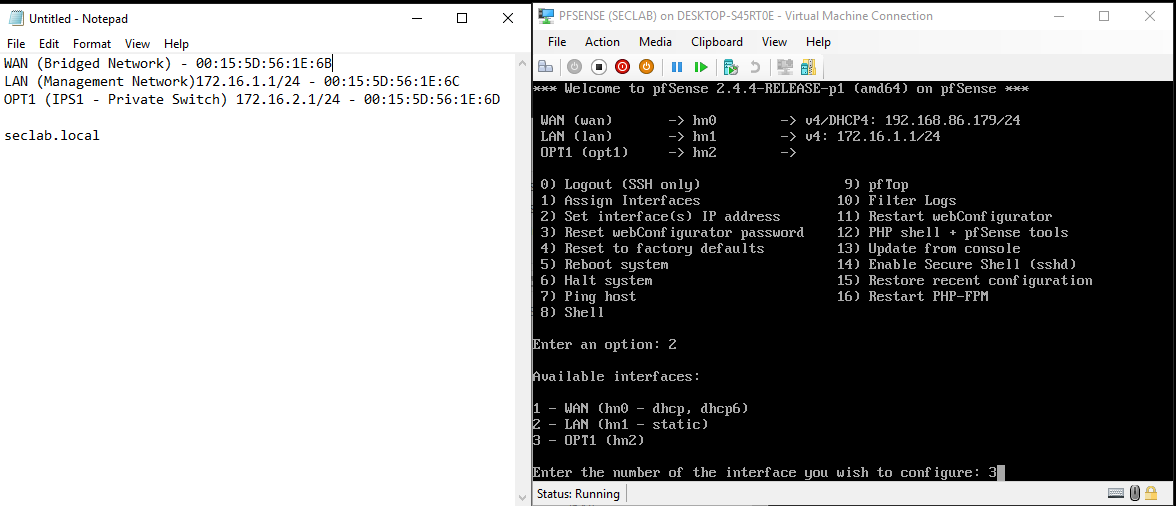 Untitled - Notepad
File Edit Format View Help
WAN (Bridged Network) - 00:15:5D:56:1E:6B
LAN (Management Network)172.16.1.1/24 - 00:15:5D:56:1E:6C
OPT1 (IPS1 - Private Switch) 172.16.2.1/24 - 00:15:5D:56:1E:6D
seclab.local
PFSENSE (SECLAB) on DESKTOP-S45RT0E - Virtual Machine Connection
File Action Media Clipboard View Help
*** Welcome to pfSense 2.4.4-RELEASE-p1 (amd64) on pfSense ***
WAN (wan) -> hn0 -> v4/DHCP4: 192.168.86.179/24
LAN (lan) -> hn1 -> v4: 172.16.1.1/24
OPT1 (opt1) -> hn2 ->
0) Logout (SSH only) 9) pfTop
1) Assign Interfaces 10) Filter Logs
2) Set interface(s) IP address 11) Restart webConfigurator
3) Reset webConfigurator password 12) PHP shell + pfSense tools
4) Reset to factory defaults 13) Update from console
5) Reboot system 14) Enable Secure Shell (sshd)
6) Halt system 15) Restore recent configuration
7) Ping host 16) Restart PHP-FPM
8) Shell
Enter an option: 2
Available interfaces:
1 - WAN (hn0 - dhcp, dhcp6)
2 - LAN (hn1 - static)
3 - OPT1 (hn2)
Enter the number of the interface you wish to configure: 3
Status: Running